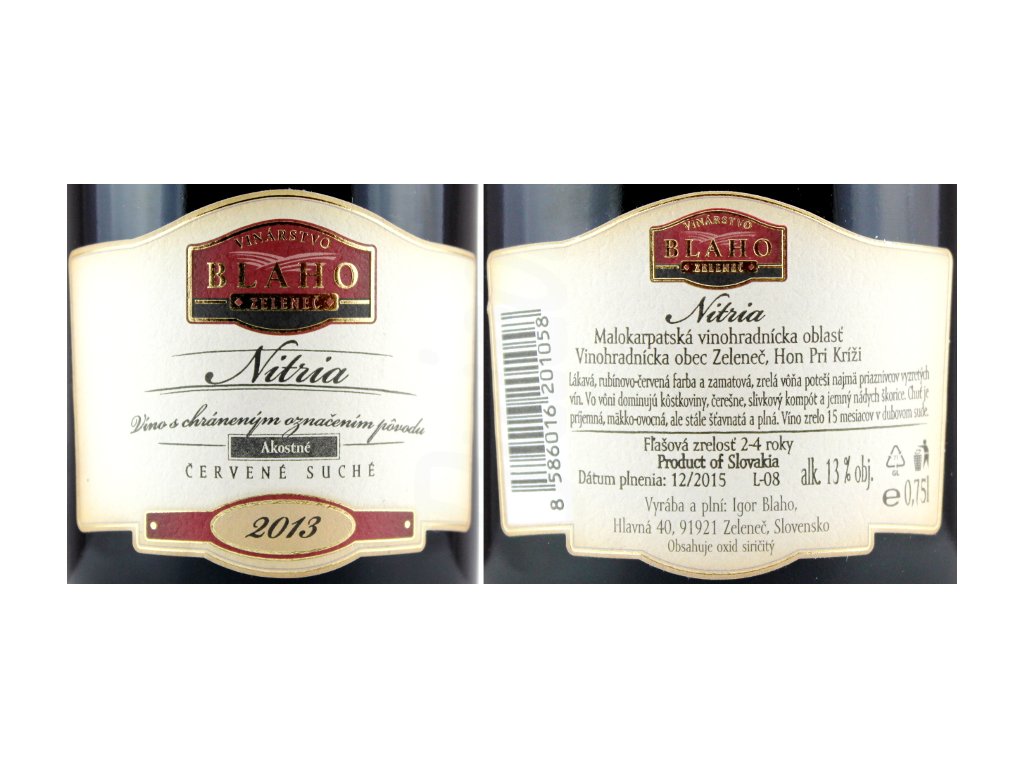 VINÁRSTVO
BLAHO
ZELENEČ
Nitria
Víno s chráneným označením pôvodu
Akostné
ČERVENÉ SUCHÉ
2013
VINÁRSTVO
BLAHO
ZELENEČ
Nitria
Malokarpatská vinohradnícka oblasť
Vinohradnícka obec Zeleneč, Hon Pri Kríži
Lákavá, rubínovo-červená farba a zamatová, zrelá vôňa poteší najmä priaznivcov vyzretých
vín. Vo vôni dominujú kôstkoviny, čerešne, slivkový kompót a jemný nádych škorice. Chuť je
príjemná, mäkko-ovocná, ale stále šťavnatá a plná. Víno zrelo 15 mesiacov v dubovom sude.
Fľašová zrelosť 2-4 roky
Product of Slovakia
Dátum plnenia: 12/2015 L-08
alk. 13 % obj.
GL
e 0,75l
Vyrába a plní: Igor Blaho,
Hlavná 40, 91921 Zeleneč, Slovensko
Obsahuje oxid siričitý
8 586016 201058